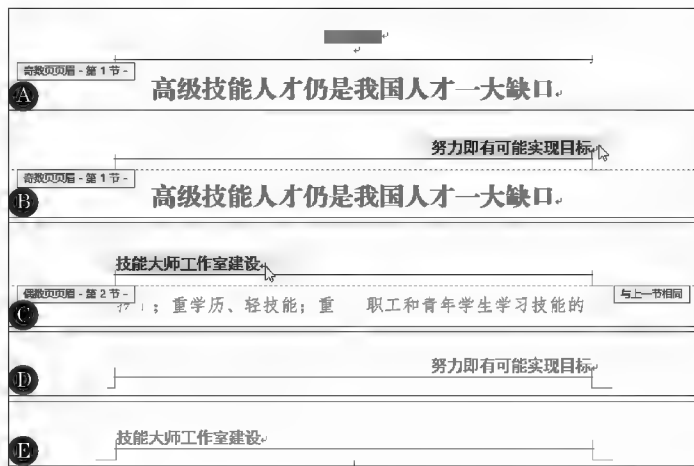 奇数页页眉 - 第 1 节 -
A
高级技能人才仍是我国人才一大缺口
努力即有可能实现目标
奇数页页眉 - 第 1 节 -
B
高级技能人才仍是我国人才一大缺口
技能大师工作室建设
偶数页页眉 - 第 2 节 -
与上一节相同
C
；重学历、轻技能；重 职工和青年学生学习技能的
努力即有可能实现目标
D
技能大师工作室建设
E